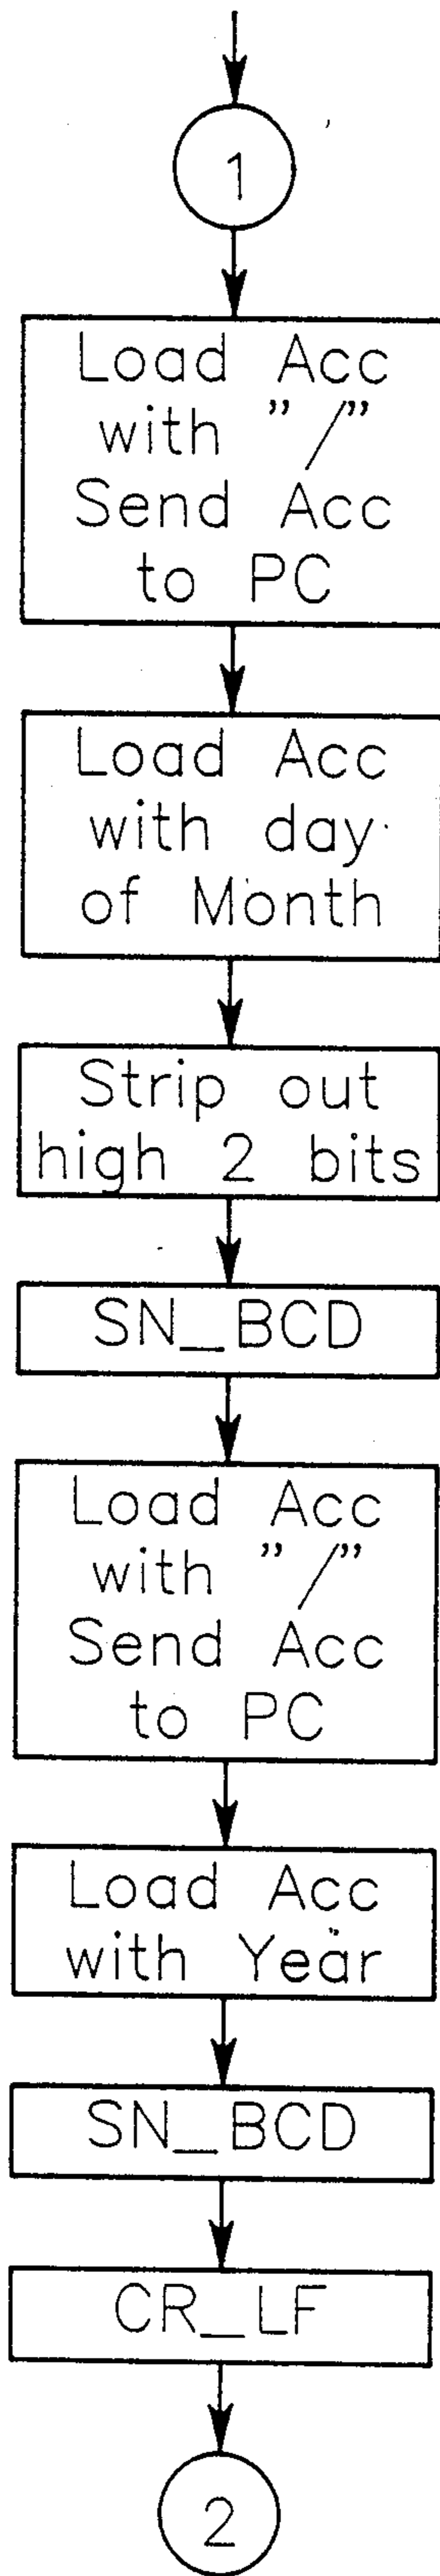 1
Load Acc
with "/"
Send Acc
to PC
Load Acc
with day
of Month
Strip out
high 2 bits
SN_BCD
Load Acc
with "/"
Send Acc
to PC
Load Acc
with Year
SN_BCD
CR_LF
2